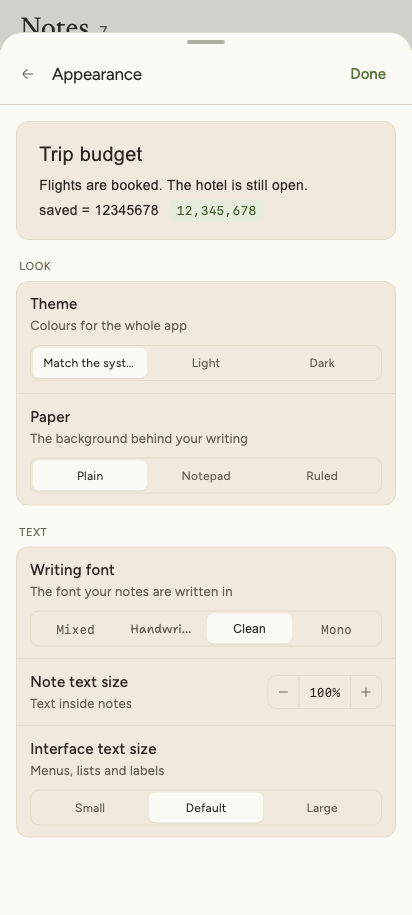 Notes 7
Appearance
Done
Trip budget
Flights are booked. The hotel is still open.
saved = 12345678 12,345,678
LOOK
Theme
Colours for the whole app
Match the syst… Light Dark
Paper
The background behind your writing
Plain Notepad Ruled
TEXT
Writing font
The font your notes are written in
Mixed Handwri… Clean Mono
Note text size
Text inside notes
− 100% +
Interface text size
Menus, lists and labels
Small Default Large